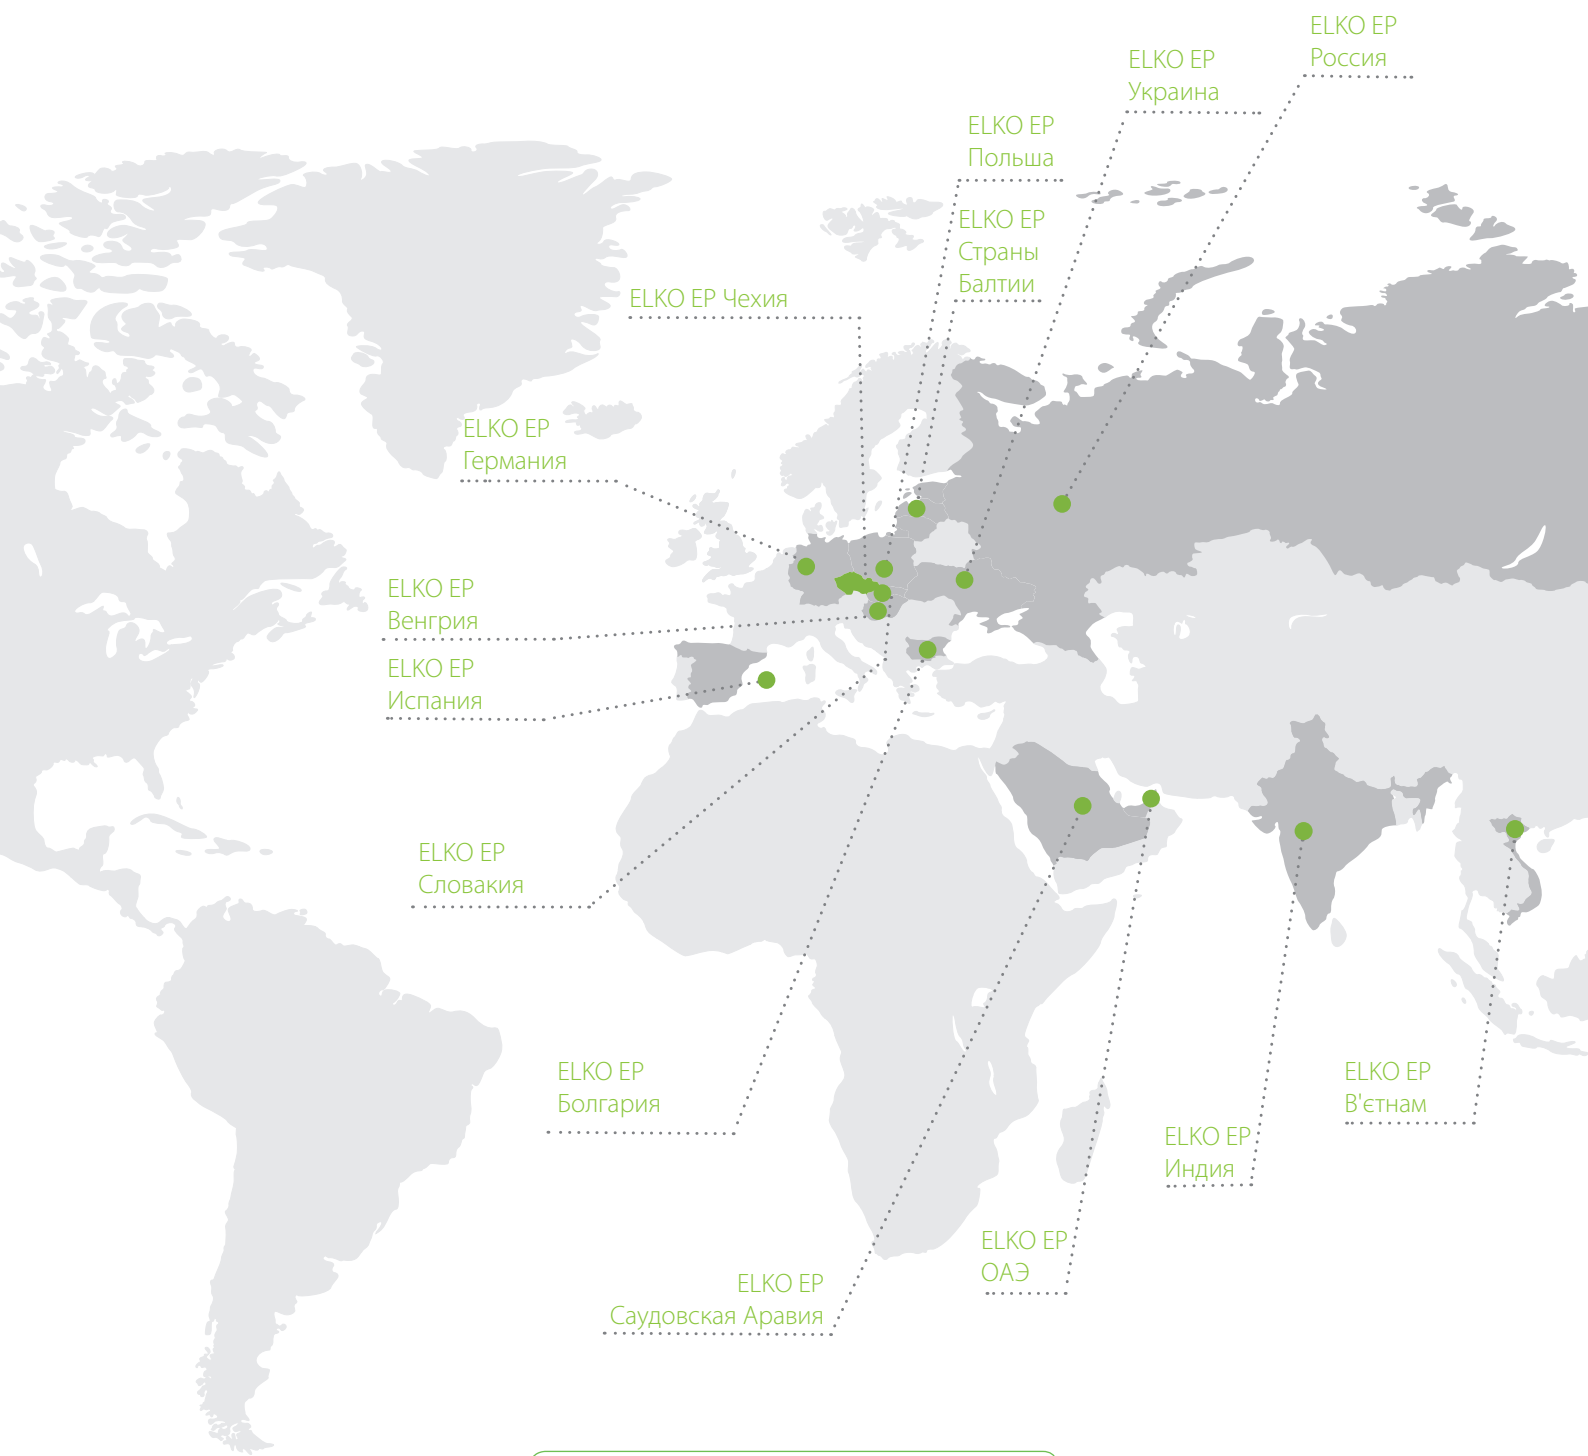 ELKO EP
Россия
ELKO EP
Украина
ELKO EP
Польша
ELKO EP
Страны
Балтии
ELKO EP Чехия
ELKO EP
Германия
ELKO EP
Венгрия
ELKO EP
Испания
ELKO EP
Словакия
ELKO EP
Болгария
ELKO EP
В'єтнам
ELKO EP
Индия
ELKO EP
ОАЭ
ELKO EP
Саудовская Аравия